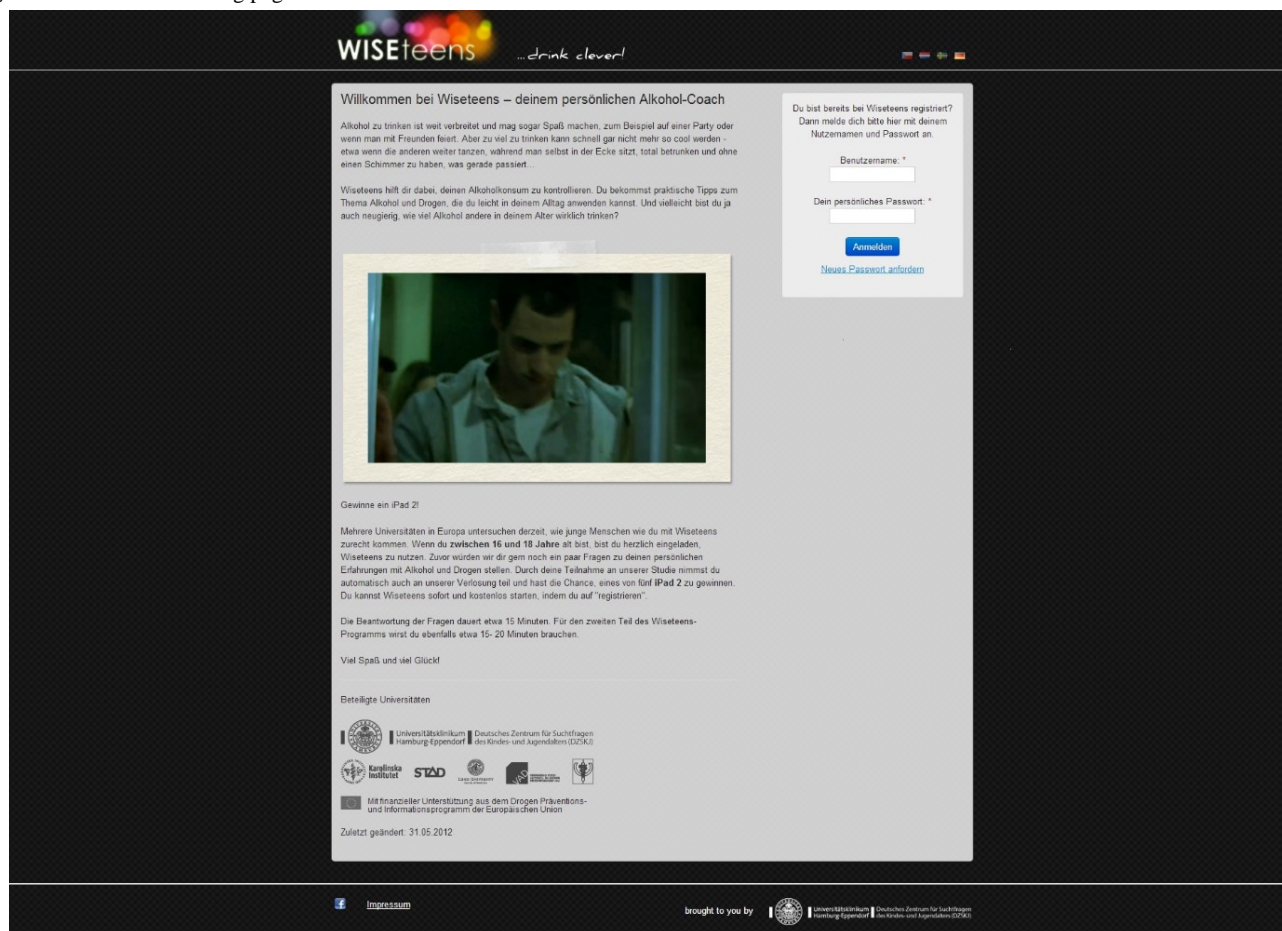 WISEteens
...drink clever!
Willkommen bei Wiseteens – deinem persönlichen Alkohol-Coach
Alkohol zu trinken ist weit verbreitet und mag sogar Spaß machen, zum Beispiel auf einer Party oder
wenn man mit Freunden feiert. Aber zu viel zu trinken kann schnell gar nicht mehr so cool werden -
etwa wenn die anderen weiter tanzen, während man selbst in der Ecke sitzt, total betrunken und ohne
einen Schimmer zu haben, was gerade passiert...
Wiseteens hilft dir dabei, deinen Alkoholkonsum zu kontrollieren. Du bekommst praktische Tipps zum
Thema Alkohol und Drogen, die du leicht in deinem Alltag anwenden kannst. Und vielleicht bist du ja
auch neugierig, wie viel Alkohol andere in deinem Alter wirklich trinken?
Gewinne ein iPad 2!
Mehrere Universitäten in Europa untersuchen derzeit, wie junge Menschen wie du mit Wiseteens
zurecht kommen. Wenn du zwischen 16 und 18 Jahre alt bist, bist du herzlich eingeladen,
Wiseteens zu nutzen. Zuvor würden wir dir gern noch ein paar Fragen zu deinen persönlichen
Erfahrungen mit Alkohol und Drogen stellen. Durch deine Teilnahme an unserer Studie nimmst du
automatisch auch an unserer Verlosung teil und hast die Chance, eines von fünf iPad 2 zu gewinnen.
Du kannst Wiseteens sofort und kostenlos starten, indem du auf "registrieren".
Die Beantwortung der Fragen dauert etwa 15 Minuten. Für den zweiten Teil des Wiseteens-
Programms wirst du ebenfalls etwa 15- 20 Minuten brauchen.
Viel Spaß und viel Glück!
Beteiligte Universitäten
Universitätsklinikum Deutsches Zentrum für Suchtfragen
Hamburg-Eppendorf des Kindes- und Jugendalters (DZSKJ)
Karolinska
Institutet
STAD
Mit finanzieller Unterstützung aus dem Drogen Präventions-
und Informationsprogramm der Europäischen Union
Zuletzt geändert: 31.05.2012
Du bist bereits bei Wiseteens registriert?
Dann melde dich bitte hier mit deinem
Nutzernamen und Passwort an.
Benutzername: *
Dein persönliches Passwort: *
Anmelden
Neues Passwort anfordern
Impressum
brought to you by
Universitätsklinikum Deutsches Zentrum für Suchtfragen
Hamburg-Eppendorf des Kindes- und Jugendalters (DZSKJ)